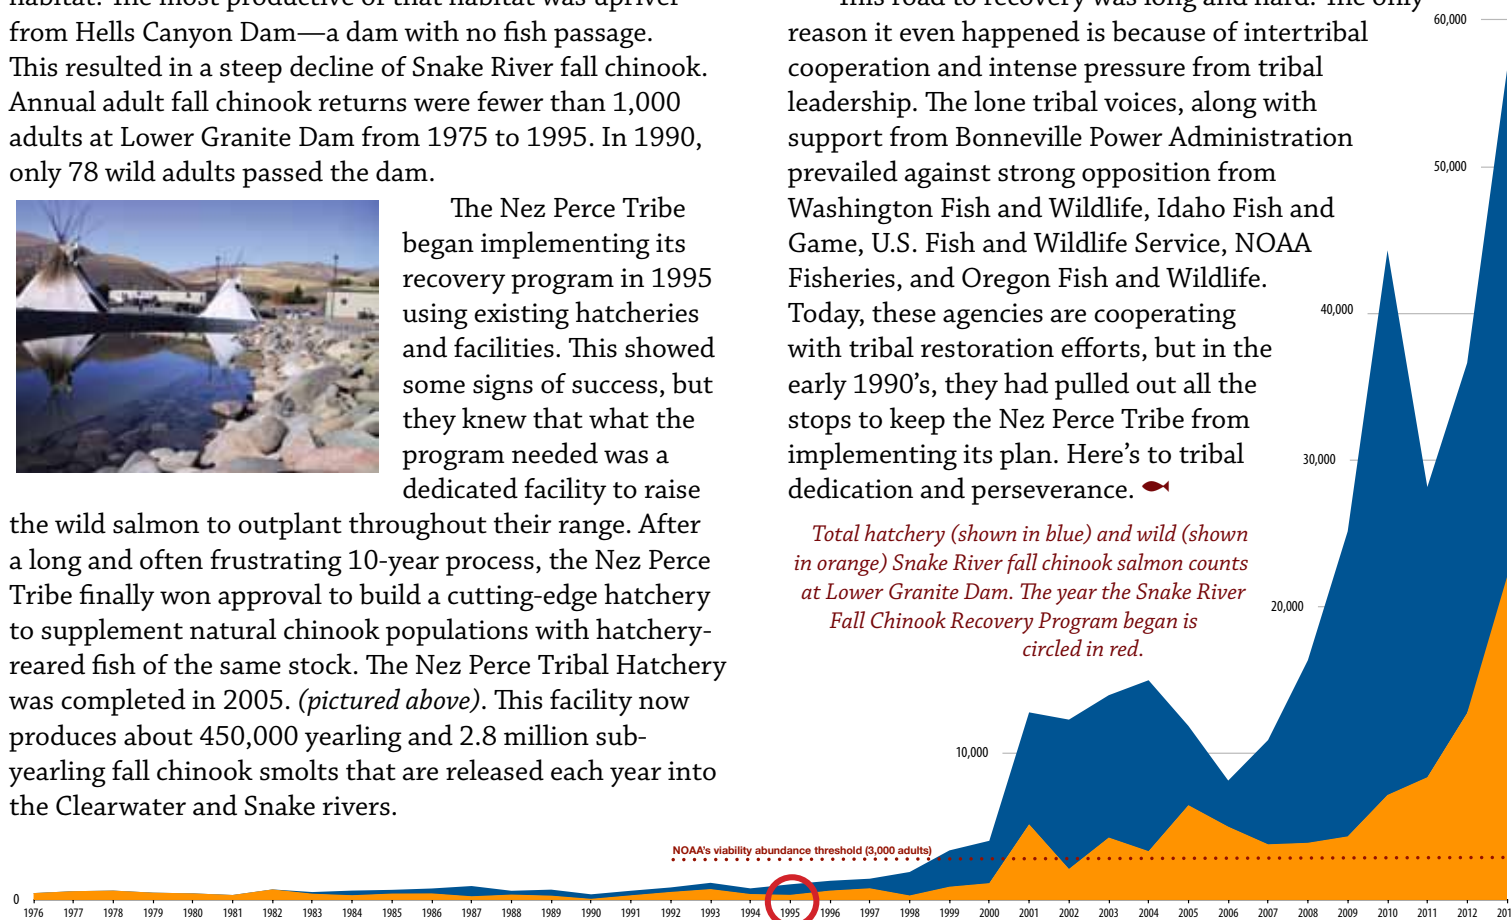 from Hells Canyon Dam—a dam with no fish passage.
This resulted in a steep decline of Snake River fall chinook.
Annual adult fall chinook returns were fewer than 1,000
adults at Lower Granite Dam from 1975 to 1995. In 1990,
only 78 wild adults passed the dam.
The Nez Perce Tribe
began implementing its
recovery program in 1995
using existing hatcheries
and facilities. This showed
some signs of success, but
they knew that what the
program needed was a
dedicated facility to raise
the wild salmon to outplant throughout their range. After
a long and often frustrating 10-year process, the Nez Perce
Tribe finally won approval to build a cutting-edge hatchery
to supplement natural chinook populations with hatchery-
reared fish of the same stock. The Nez Perce Tribal Hatchery
was completed in 2005. (pictured above). This facility now
produces about 450,000 yearling and 2.8 million sub-
yearling fall chinook smolts that are released each year into
the Clearwater and Snake rivers.
reason it even happened is because of intertribal
cooperation and intense pressure from tribal
leadership. The lone tribal voices, along with
support from Bonneville Power Administration
prevailed against strong opposition from
Washington Fish and Wildlife, Idaho Fish and
Game, U.S. Fish and Wildlife Service, NOAA
Fisheries, and Oregon Fish and Wildlife.
Today, these agencies are cooperating
with tribal restoration efforts, but in the
early 1990's, they had pulled out all the
stops to keep the Nez Perce Tribe from
implementing its plan. Here's to tribal
dedication and perseverance.
Total hatchery (shown in blue) and wild (shown
in orange) Snake River fall chinook salmon counts
at Lower Granite Dam. The year the Snake River
Fall Chinook Recovery Program began is
circled in red.
60,000
50,000
40,000
30,000
20,000
10,000
NOAA's viability abundance threshold (3,000 adults)
0
1976 1977 1978 1979 1980 1981 1982 1983 1984 1985 1986 1987 1988 1989 1990 1991 1992 1993 1994 1995 1996 1997 1998 1999 2000 2001 2002 2003 2004 2005 2006 2007 2008 2009 2010 2011 2012